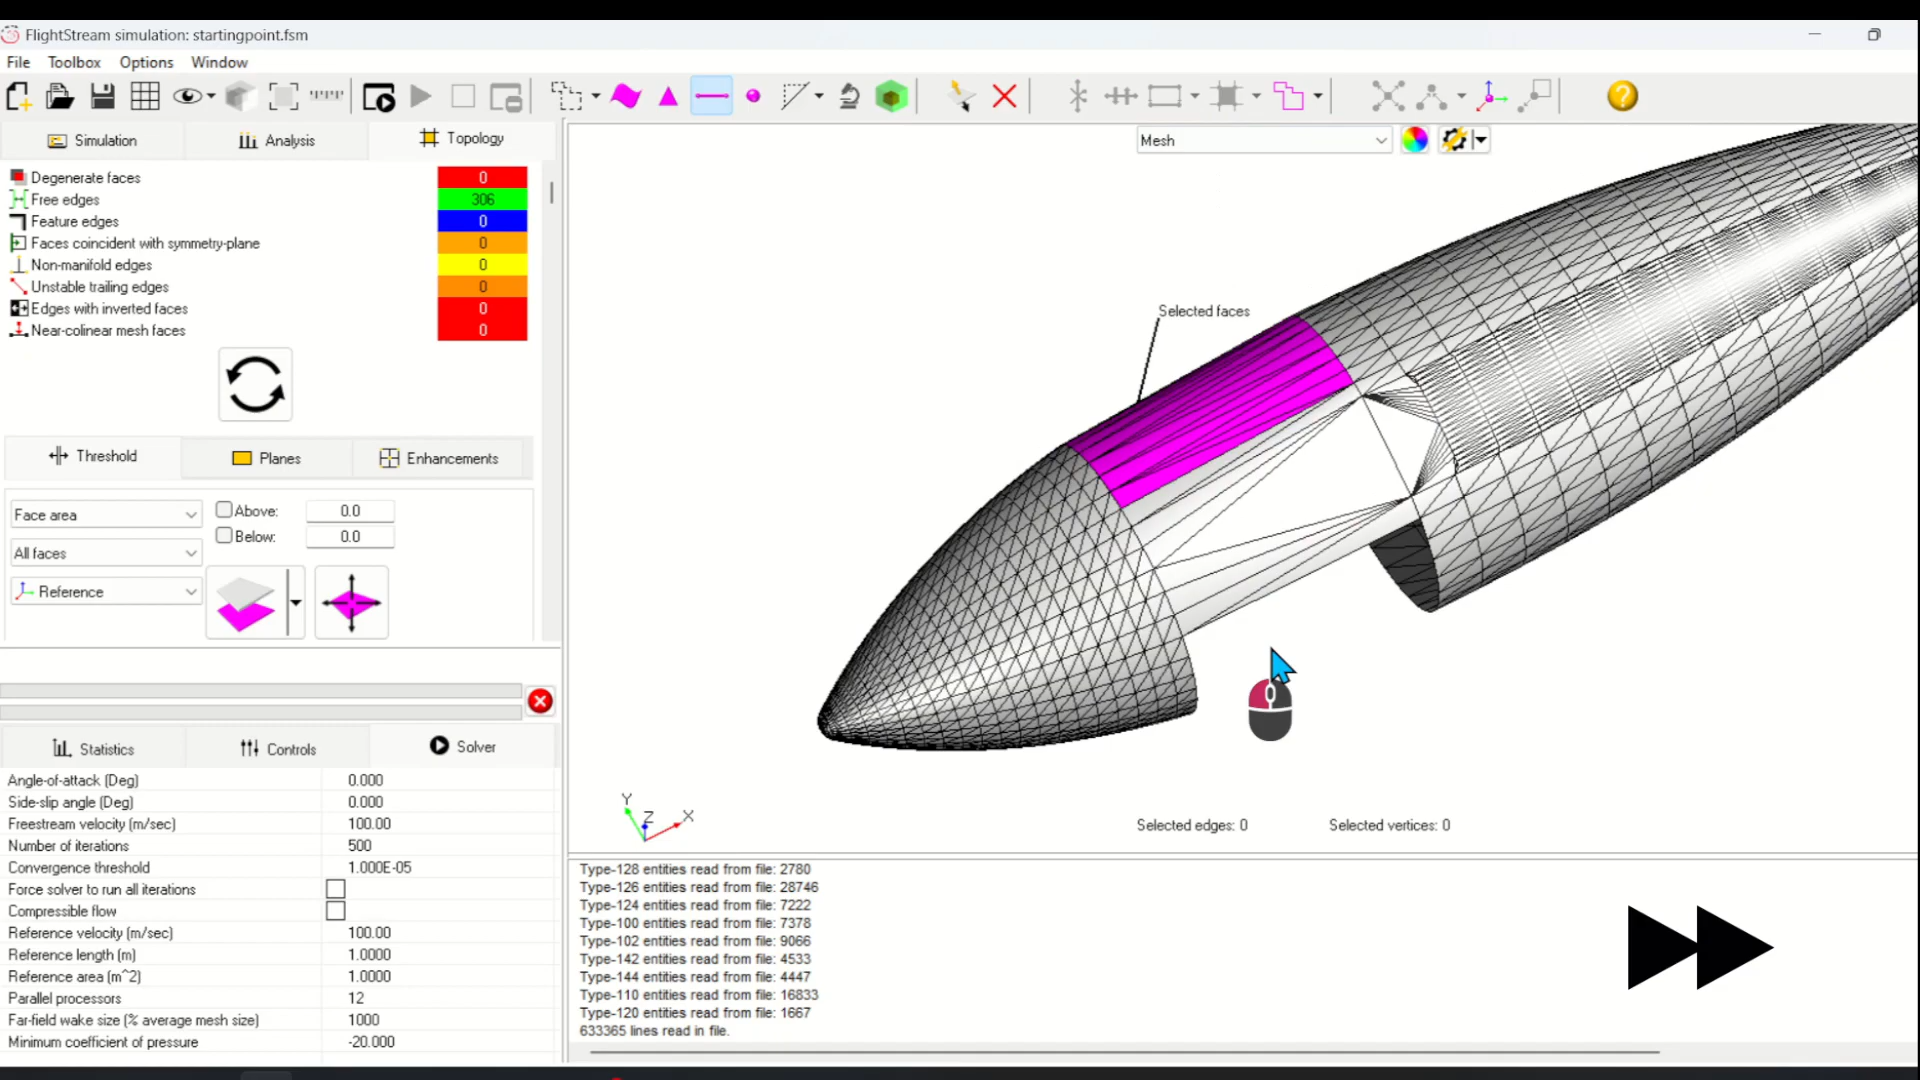 FlightStream simulation: startingpoint.fsm
File Toolbox Options Window
Simulation Analysis Topology
Degenerate faces 0
Free edges 306
Feature edges 0
Faces coincident with symmetry-plane 0
Non-manifold edges 0
Unstable trailing edges 0
Edges with inverted faces 0
Near-colinear mesh faces 0
Threshold Planes Enhancements
Face area Above: 0.0
Below: 0.0
All faces
Reference
Statistics Controls Solver
Angle-of-attack (Deg) 0.000
Side-slip angle (Deg) 0.000
Freestream velocity (m/sec) 100.00
Number of iterations 500
Convergence threshold 1.000E-05
Force solver to run all iterations
Compressible flow
Reference velocity (m/sec) 100.00
Reference length (m) 1.0000
Reference area (m^2) 1.0000
Parallel processors 12
Far-field wake size (% average mesh size) 1000
Minimum coefficient of pressure -20.000
Mesh
Selected faces
Y
Z X
Selected edges: 0 Selected vertices: 0
Type-128 entities read from file: 2780
Type-126 entities read from file: 28746
Type-124 entities read from file: 7222
Type-100 entities read from file: 7378
Type-102 entities read from file: 9066
Type-142 entities read from file: 4533
Type-144 entities read from file: 4447
Type-110 entities read from file: 16833
Type-120 entities read from file: 1667
633365 lines read in file.